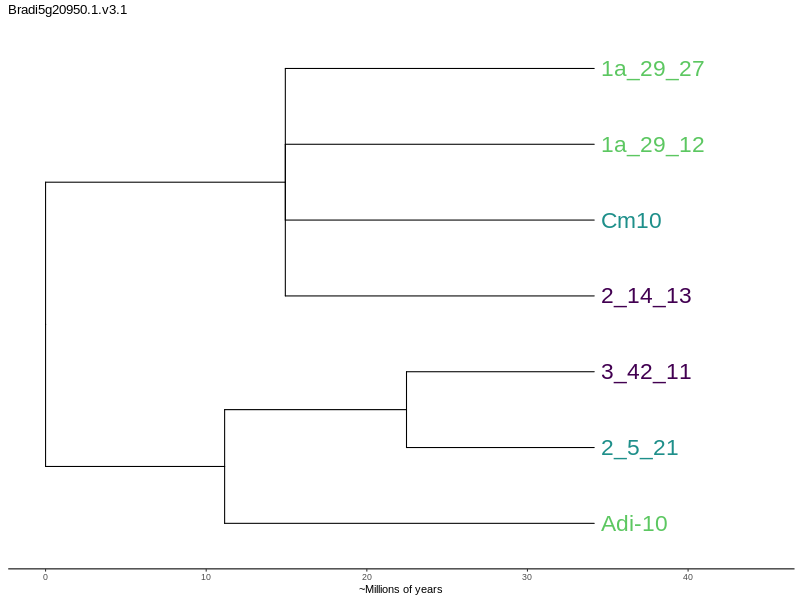 Bradi5g20950.1.v3.1
1a_29_27
1a_29_12
Cm10
2_14_13
3_42_11
2_5_21
Adi-10
0 10 20 30 40
~Millions of years